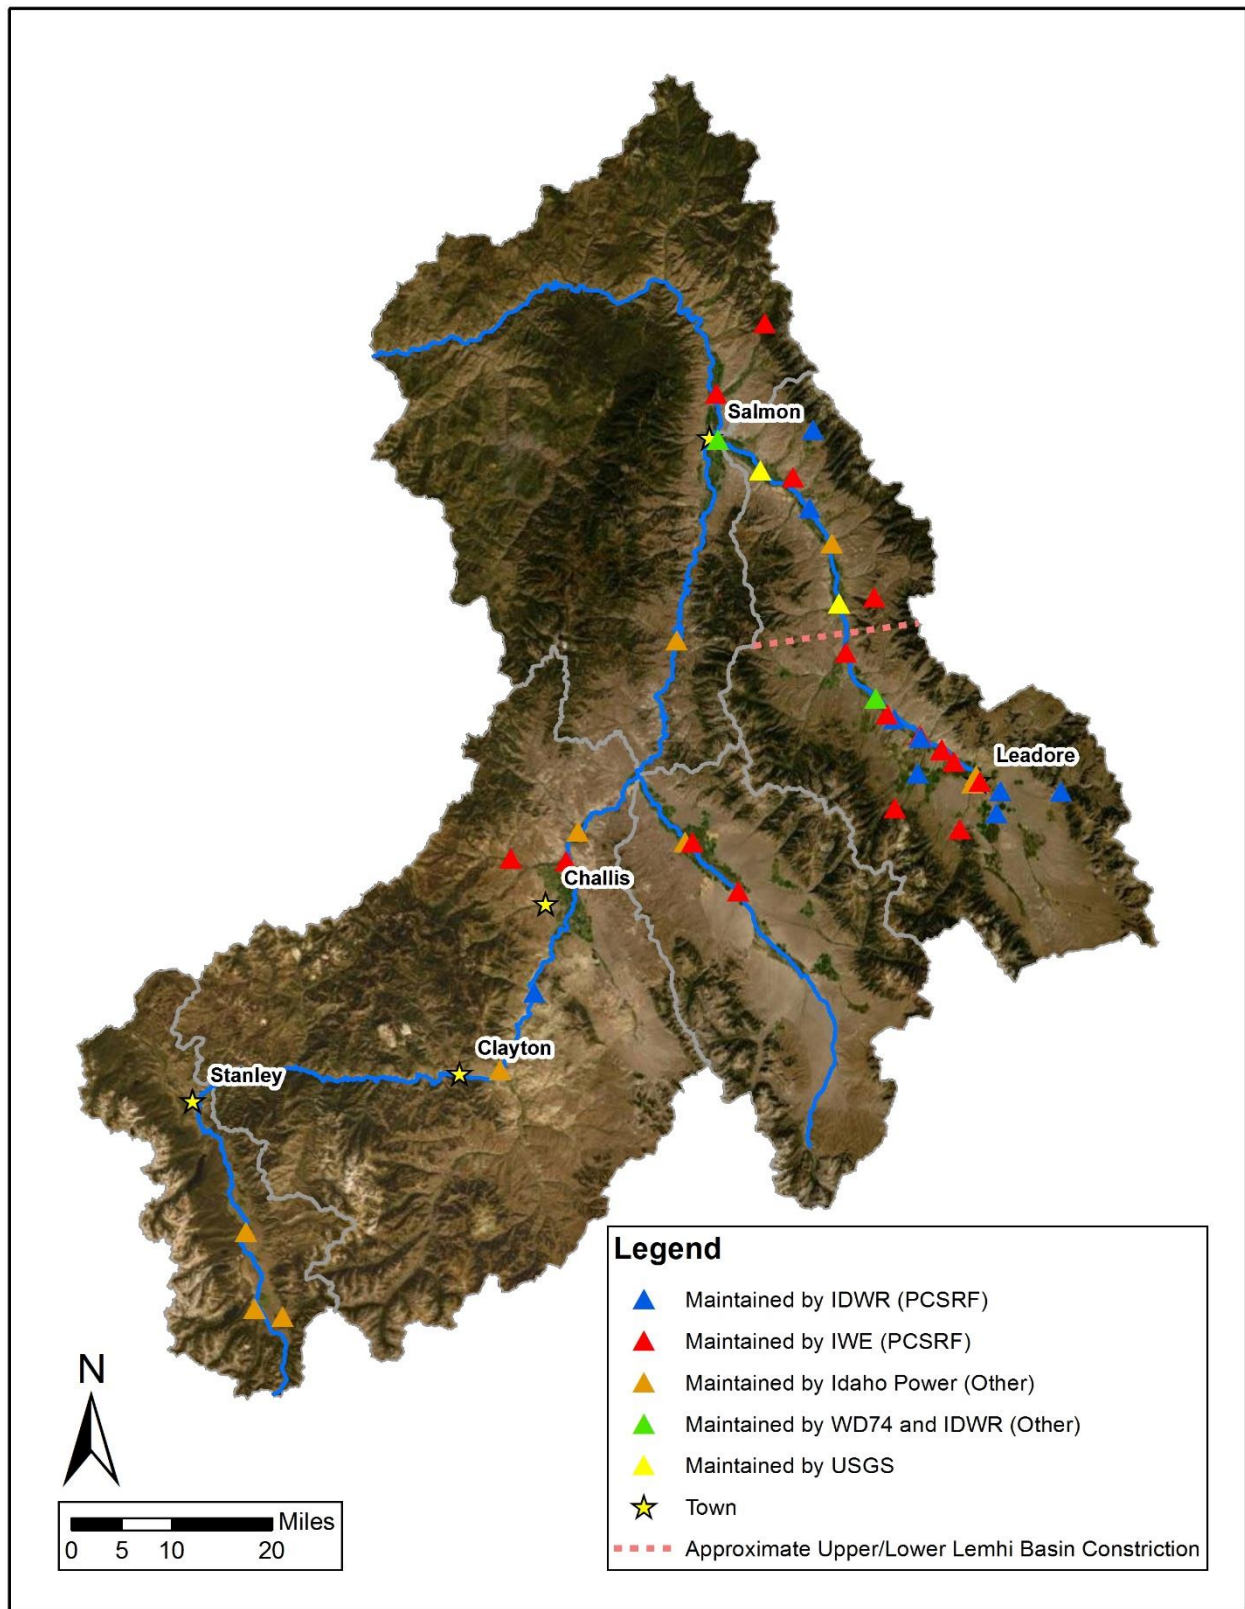 Salmon
Leadore
Challis
Clayton
Stanley
Legend
Maintained by IDWR (PCSRF)
Maintained by IWE (PCSRF)
Maintained by Idaho Power (Other)
Maintained by WD74 and IDWR (Other)
Maintained by USGS
Town
Approximate Upper/Lower Lemhi Basin Constriction
N
Miles
0 5 10 20